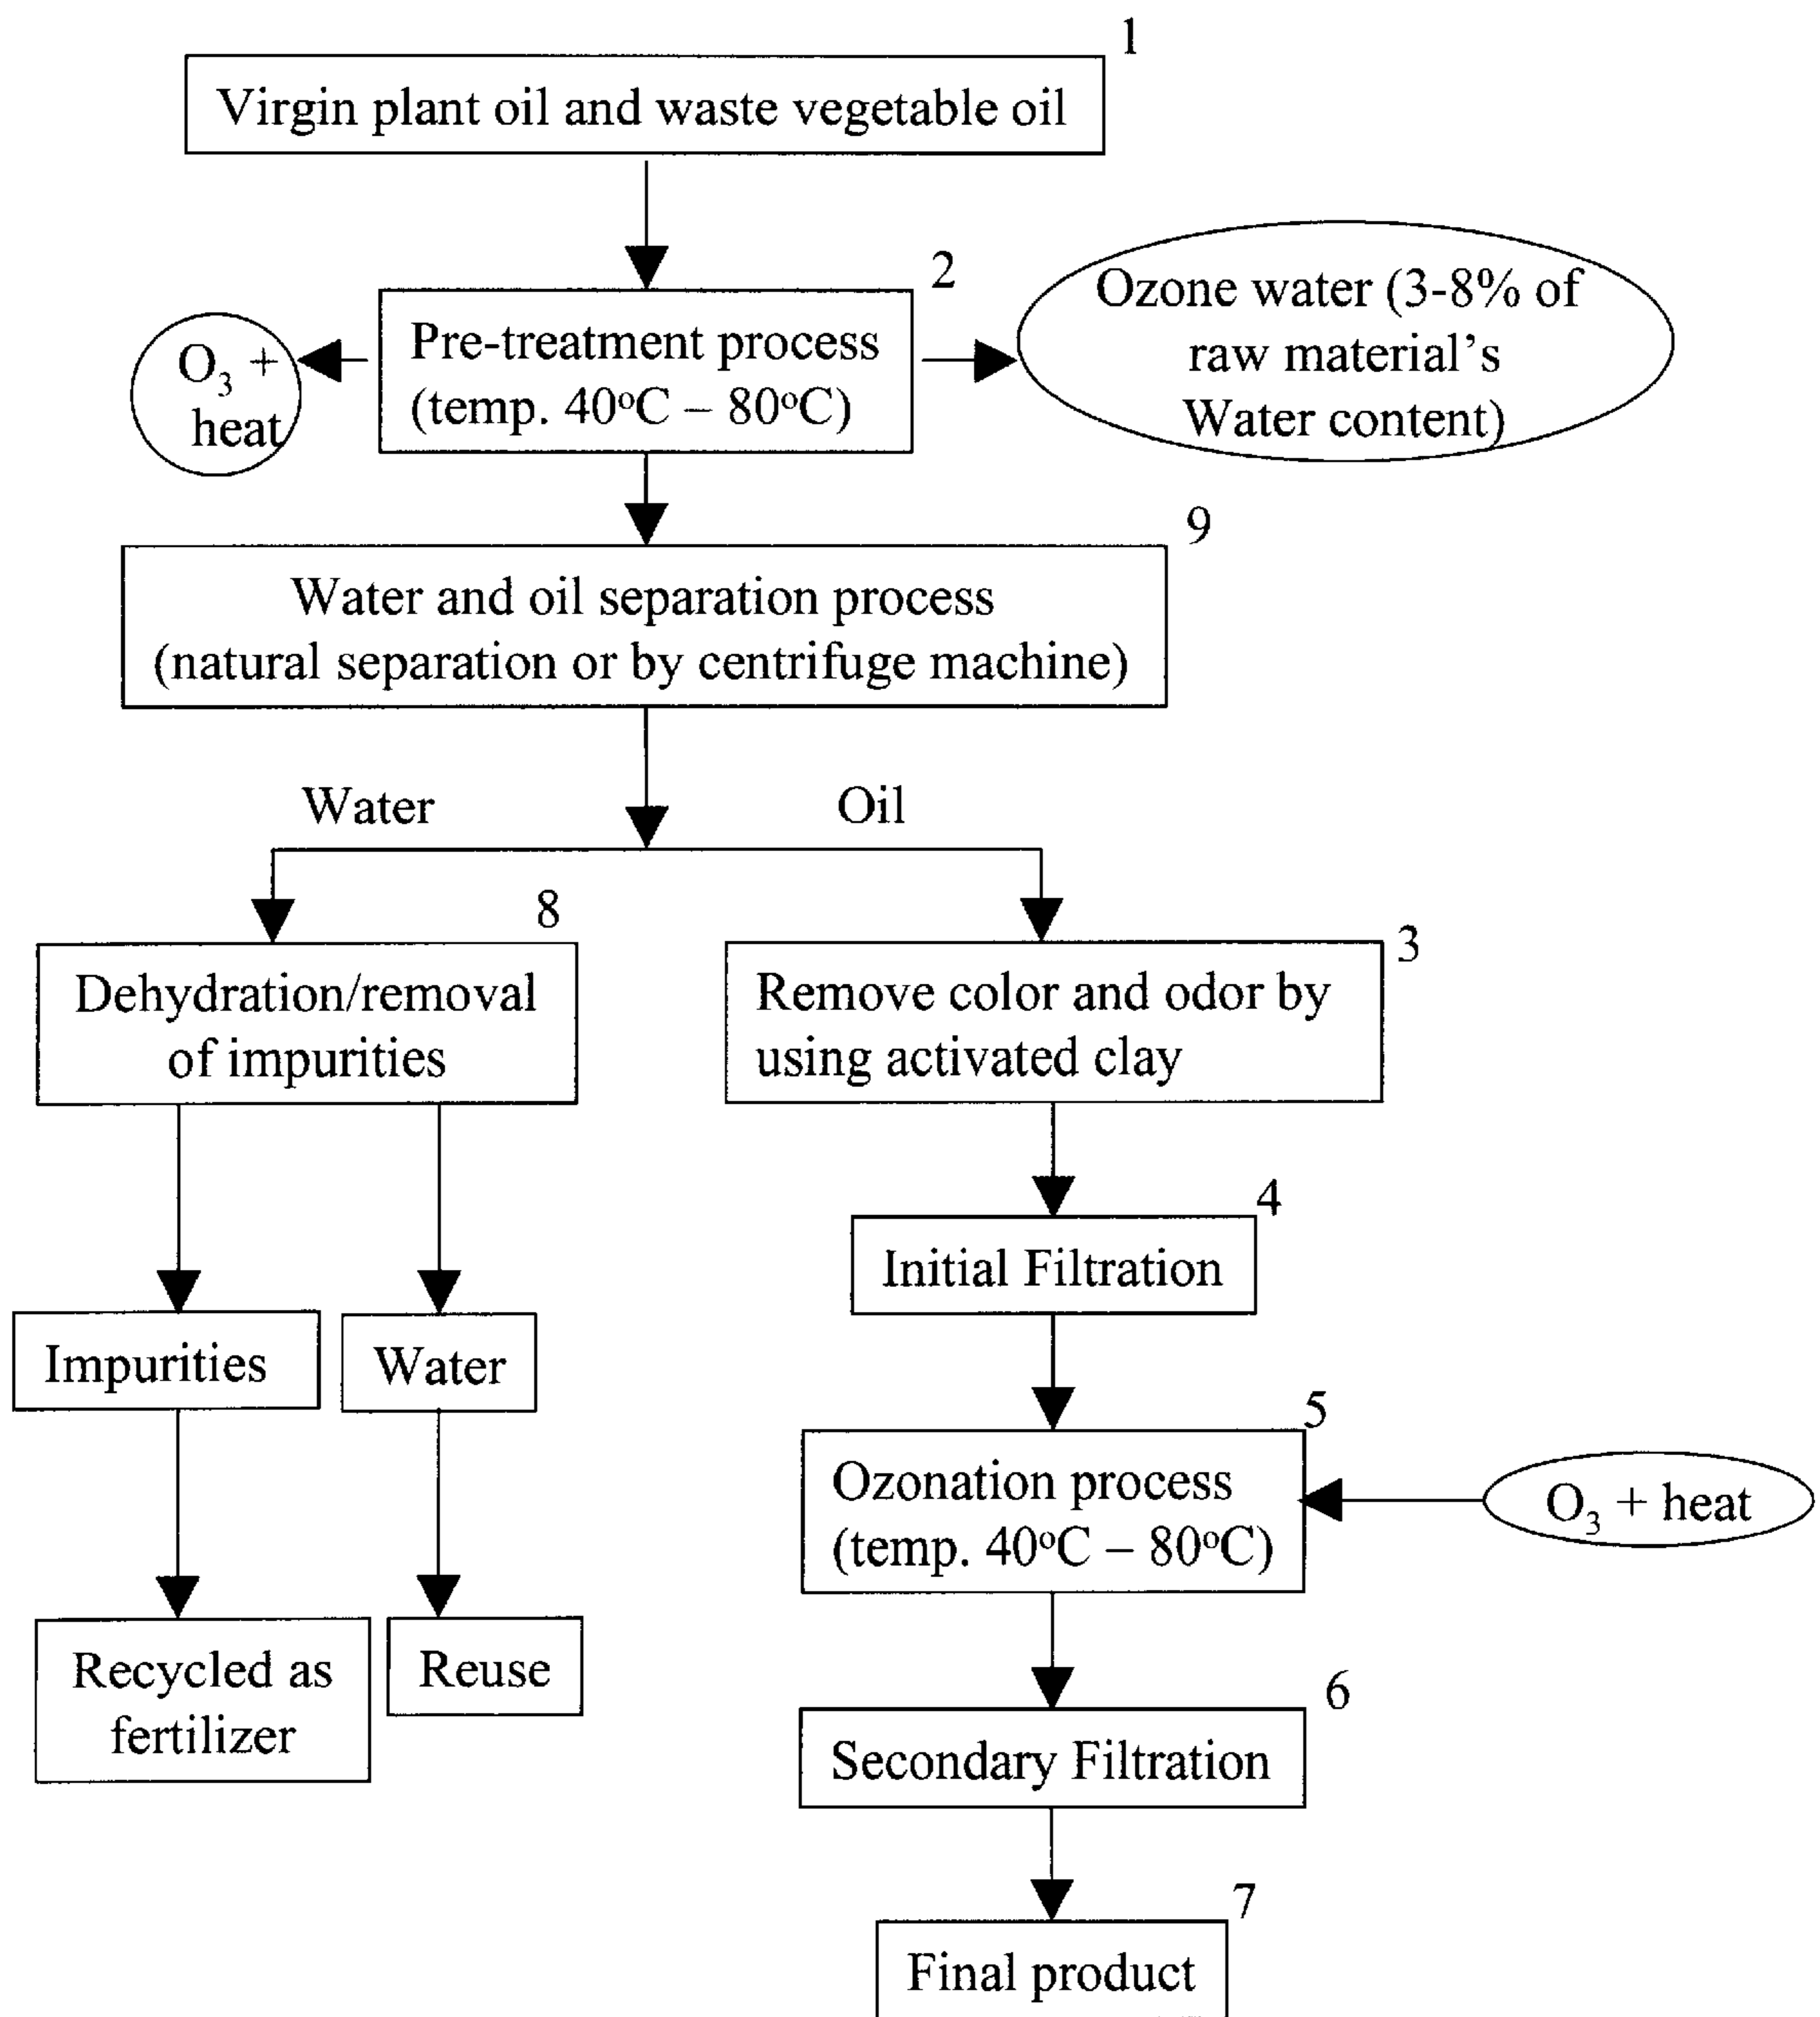 1
Virgin plant oil and waste vegetable oil
2
O₃ +
heat
Pre-treatment process
(temp. 40ºC – 80ºC)
Ozone water (3-8% of
raw material's
Water content)
9
Water and oil separation process
(natural separation or by centrifuge machine)
Water
Oil
8
Dehydration/removal
of impurities
3
Remove color and odor by
using activated clay
4
Initial Filtration
Impurities
Water
5
Ozonation process
(temp. 40ºC – 80ºC)
O₃ + heat
Recycled as
fertilizer
Reuse
6
Secondary Filtration
7
Final product